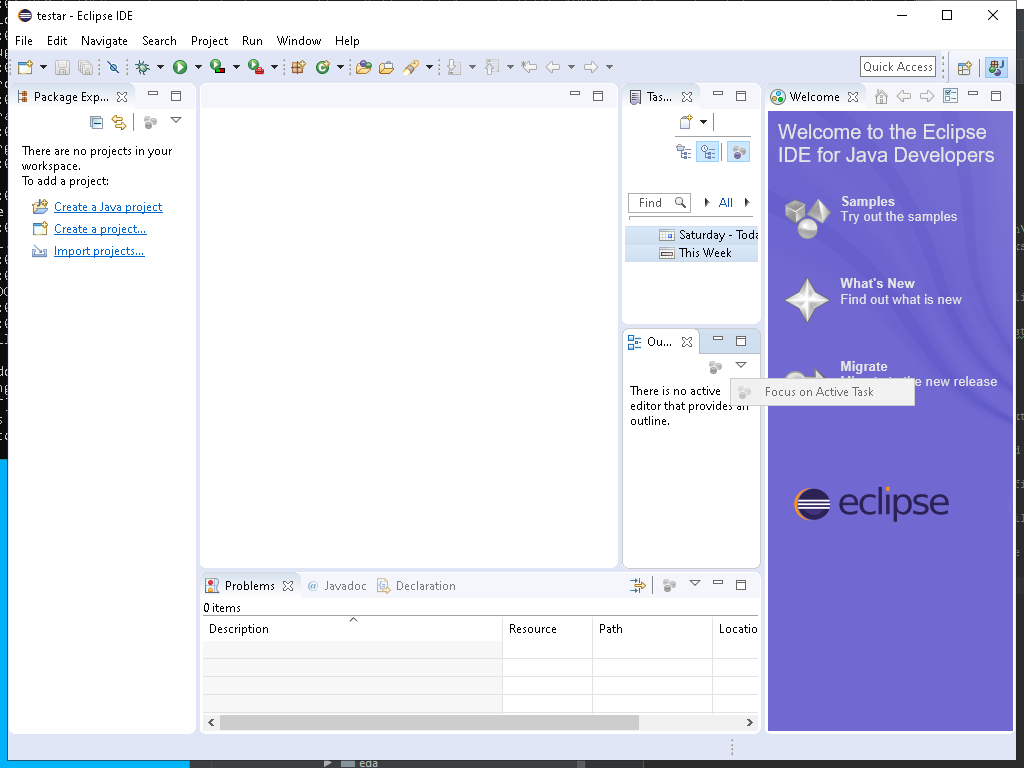 testar - Eclipse IDE
File Edit Navigate Search Project Run Window Help
Quick Access
Package Exp...
There are no projects in your
workspace.
To add a project:
Create a Java project
Create a project...
Import projects...
Tas...
Find
All
Saturday - Toda
This Week
Ou...
There is no active
editor that provides an
outline.
Focus on Active Task
Welcome
Welcome to the Eclipse
IDE for Java Developers
Samples
Try out the samples
What's New
Find out what is new
Migrate
the new release
eclipse
Problems @ Javadoc Declaration
0 items
Description Resource Path Locatio
eda